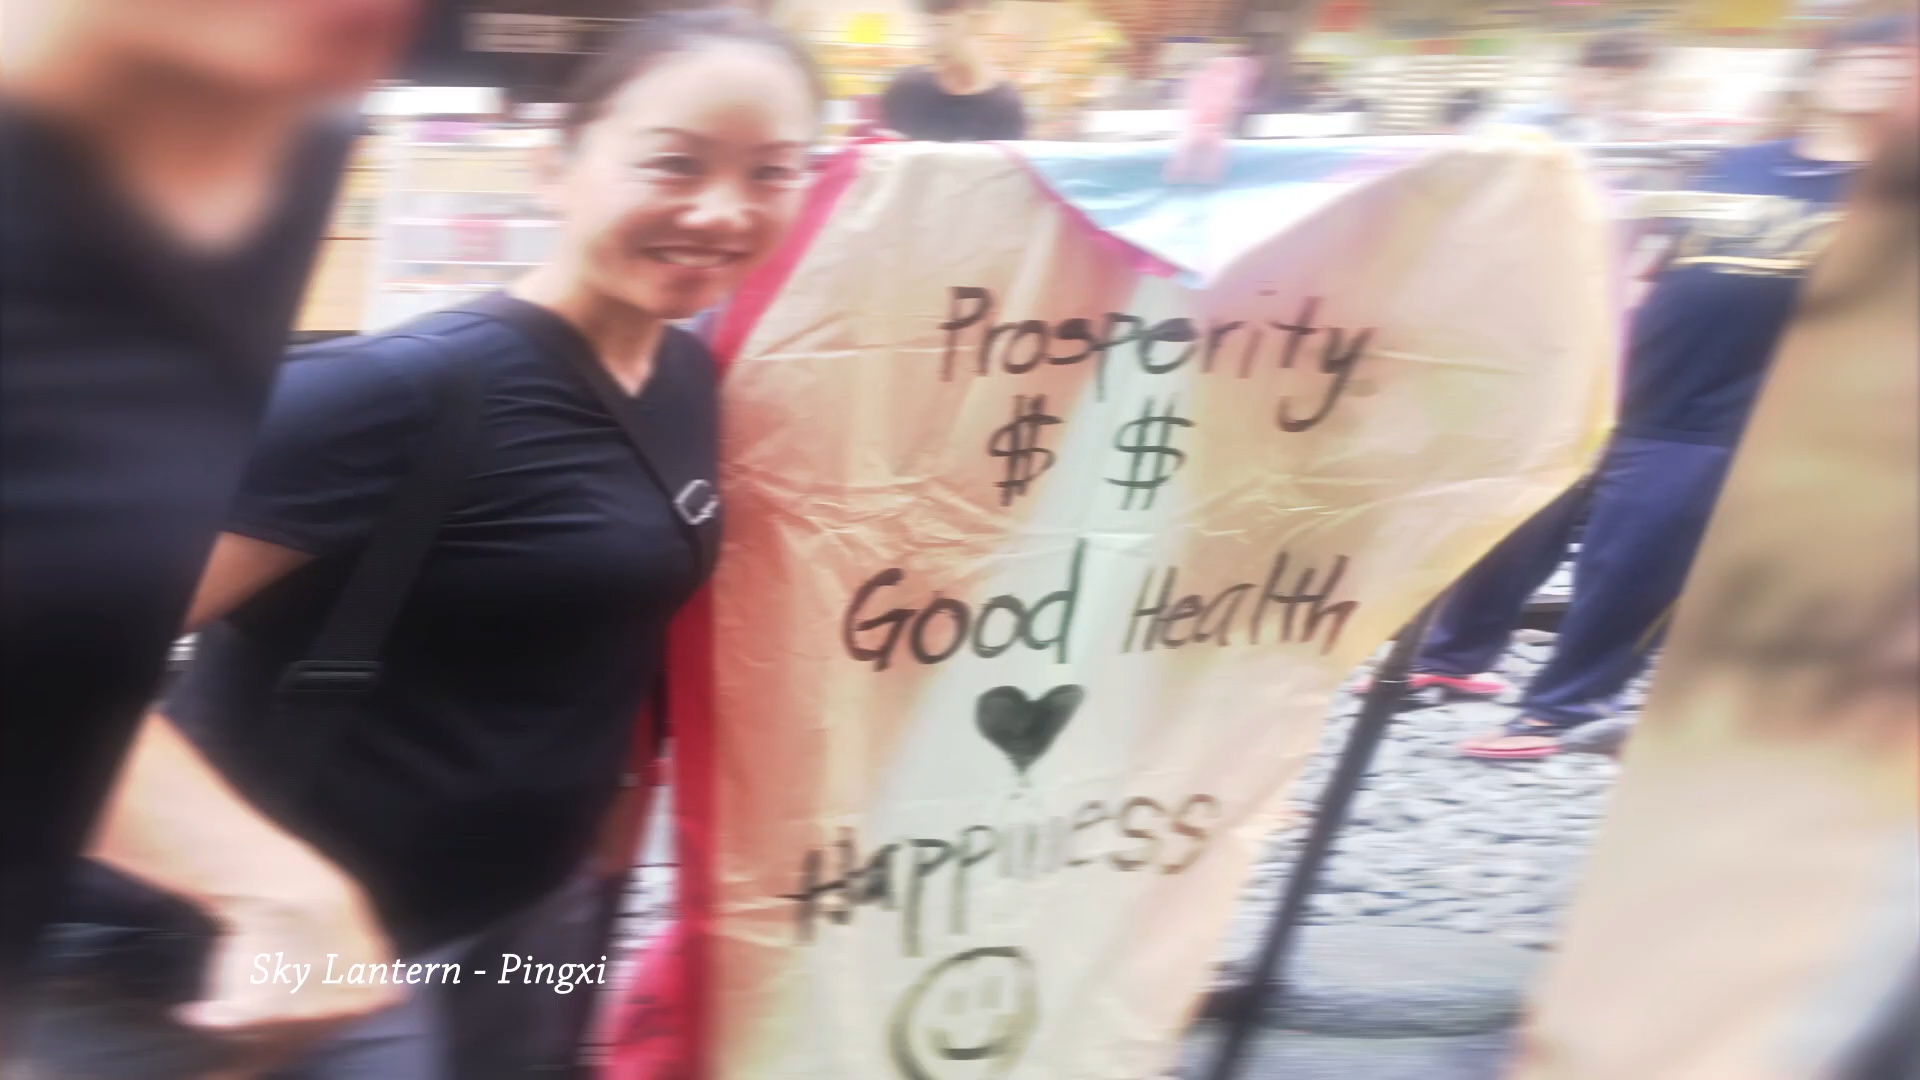 Prosperity
$ $
Good Health
Happiness
Sky Lantern - Pingxi